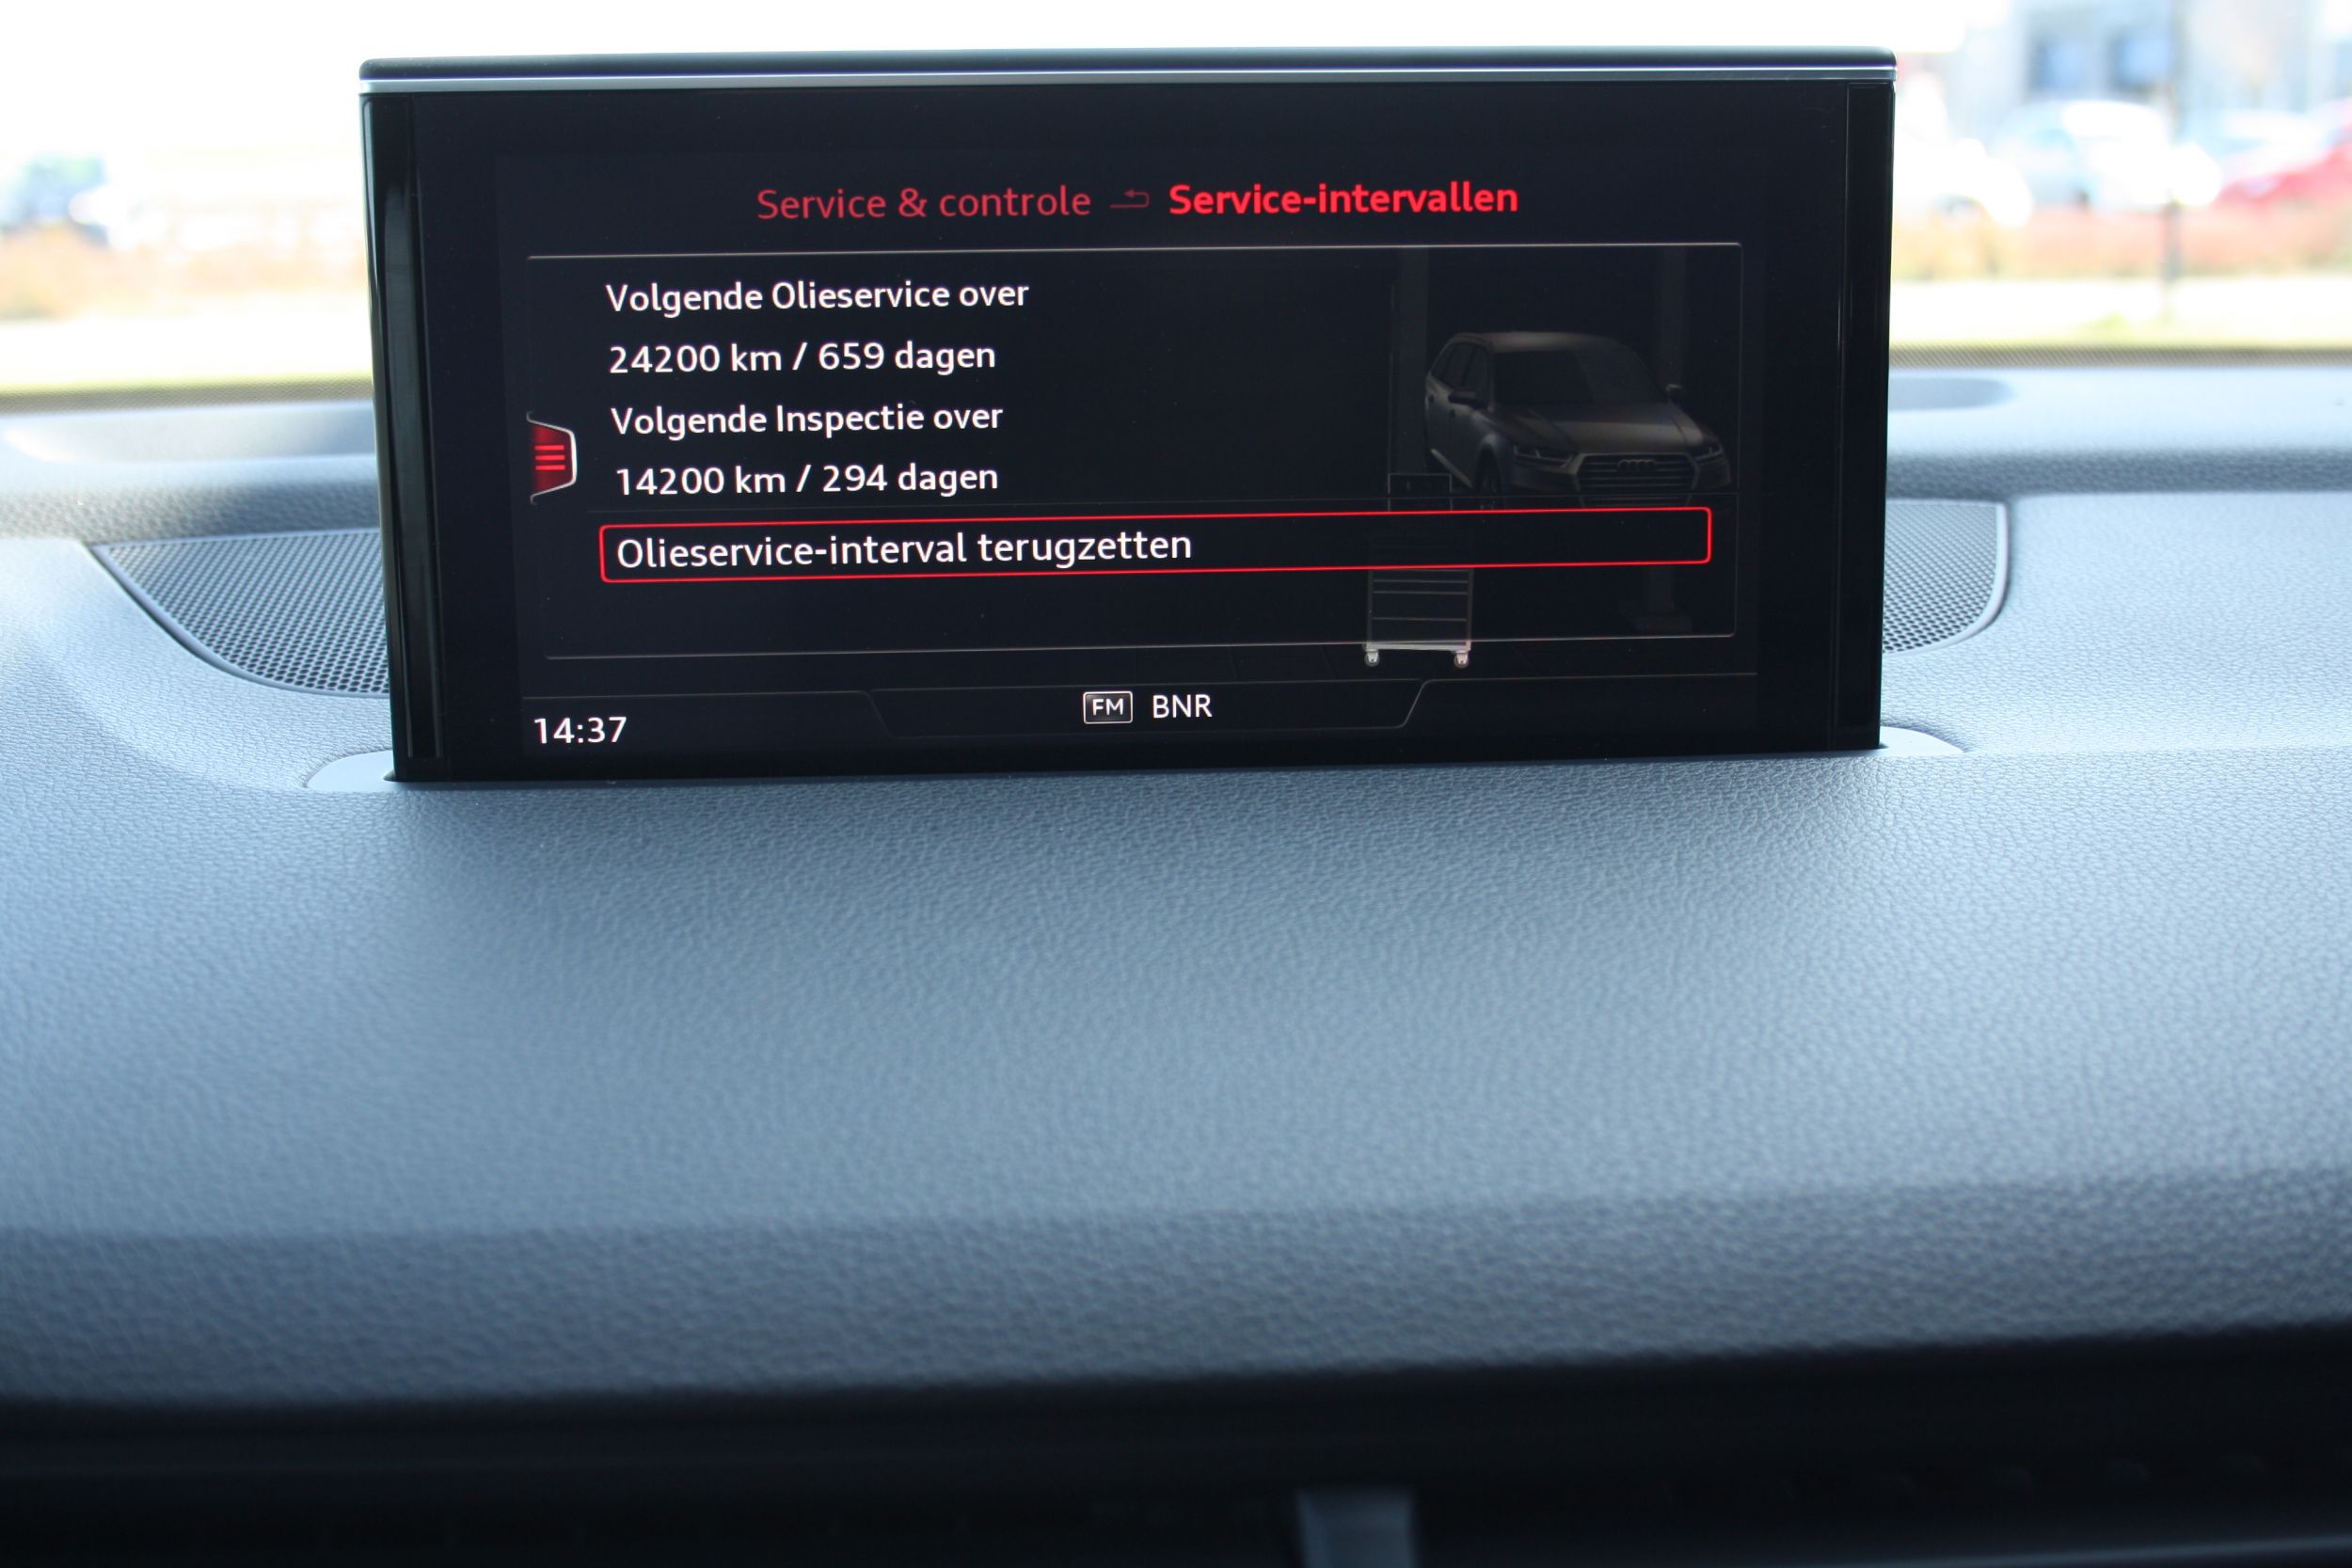 Service & controle Service-intervallen
Volgende Olieservice over
24200 km / 659 dagen
Volgende Inspectie over
14200 km / 294 dagen
Olieservice-interval terugzetten
14:37 FM BNR